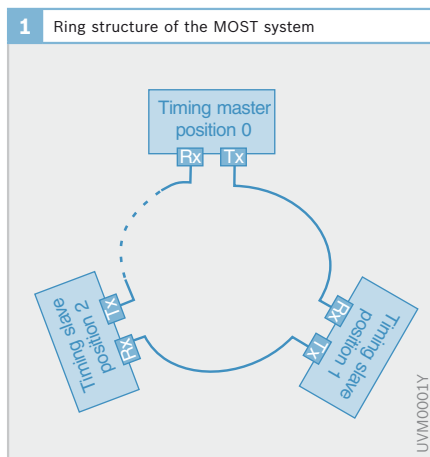 1 Ring structure of the MOST system
Timing master
position 0
Rx Tx
Rx
Tx
Timing slave
position 1
Tx
Rx
Timing slave
position 2
UVM0001Y